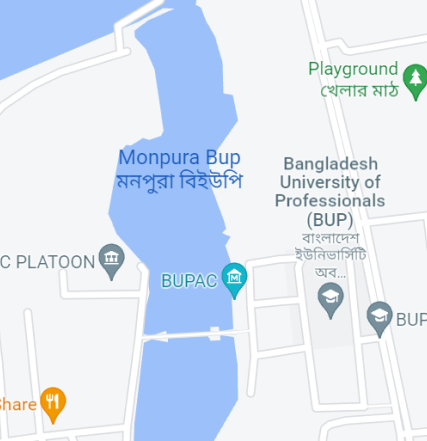 Playground
খেলার মাঠ
Monpura Bup
মনপুরা বিইউপি
Bangladesh
University of
Professionals
(BUP)
বাংলাদেশ
ইউনিভার্সিটি
অব...
C PLATOON
BUPAC
BUP
Share